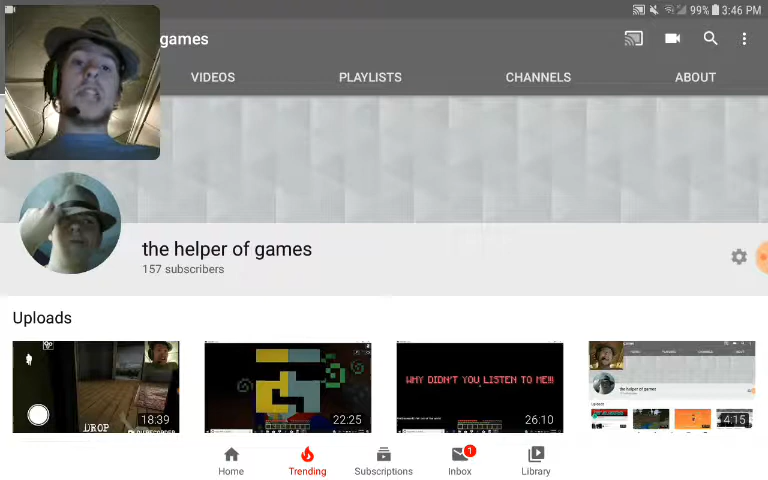 99% 3:46 PM
games
VIDEOS PLAYLISTS CHANNELS ABOUT
the helper of games
157 subscribers
Uploads
DROP
18:39
22:25
WHY DIDN'T YOU LISTEN TO ME!!!
26:10
the helper of games
Uploads
4:15
Home
Trending
Subscriptions
1
Inbox
Library